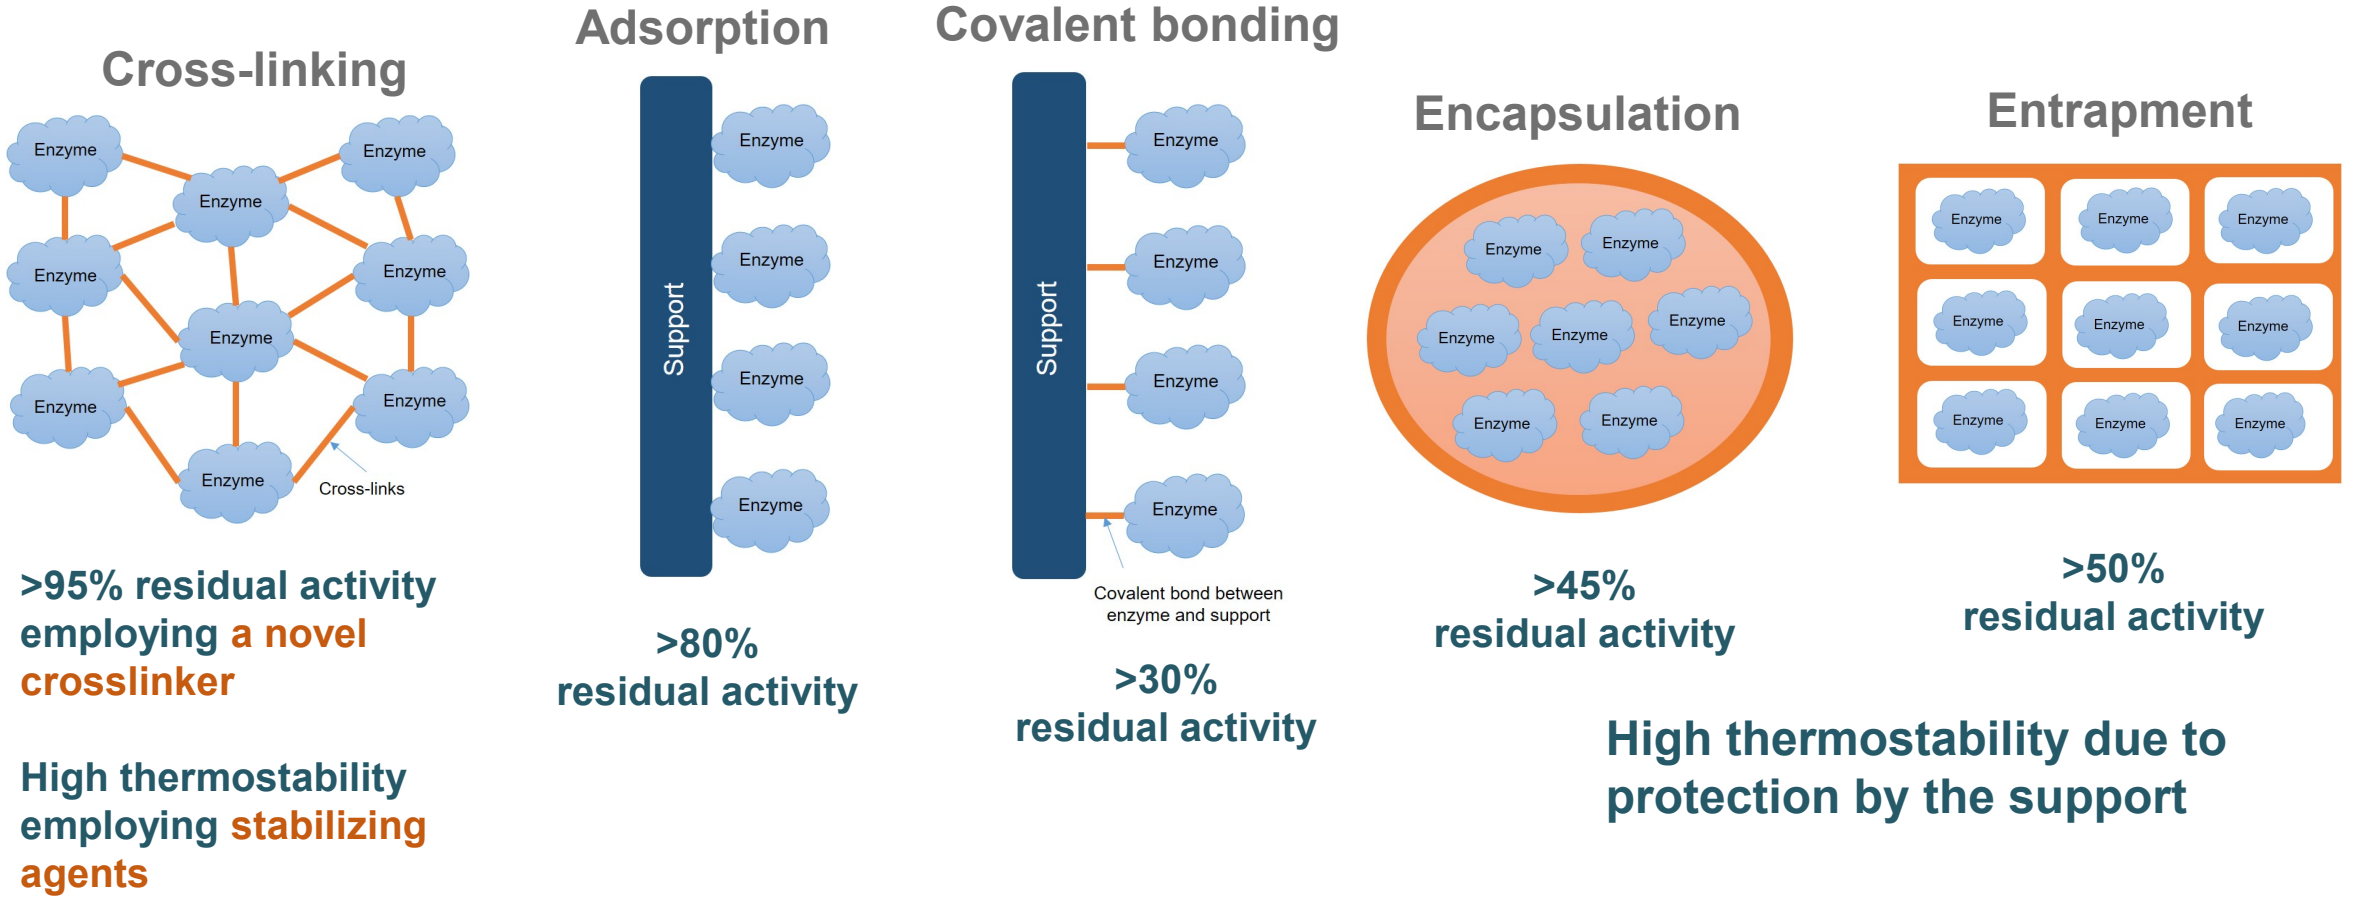 Cross-linking
Enzyme
Enzyme
Enzyme
Enzyme
Enzyme
Enzyme
Enzyme
Enzyme
Enzyme
Cross-links
>95% residual activity
employing a novel
crosslinker
High thermostability
employing stabilizing
agents
Adsorption
Support
Enzyme
Enzyme
Enzyme
Enzyme
>80%
residual activity
Covalent bonding
Support
Enzyme
Enzyme
Enzyme
Enzyme
Covalent bond between
enzyme and support
>30%
residual activity
Encapsulation
Enzyme
Enzyme
Enzyme
Enzyme
Enzyme
Enzyme
Enzyme
>45%
residual activity
Entrapment
Enzyme Enzyme Enzyme
Enzyme Enzyme Enzyme
Enzyme Enzyme Enzyme
>50%
residual activity
High thermostability due to
protection by the support